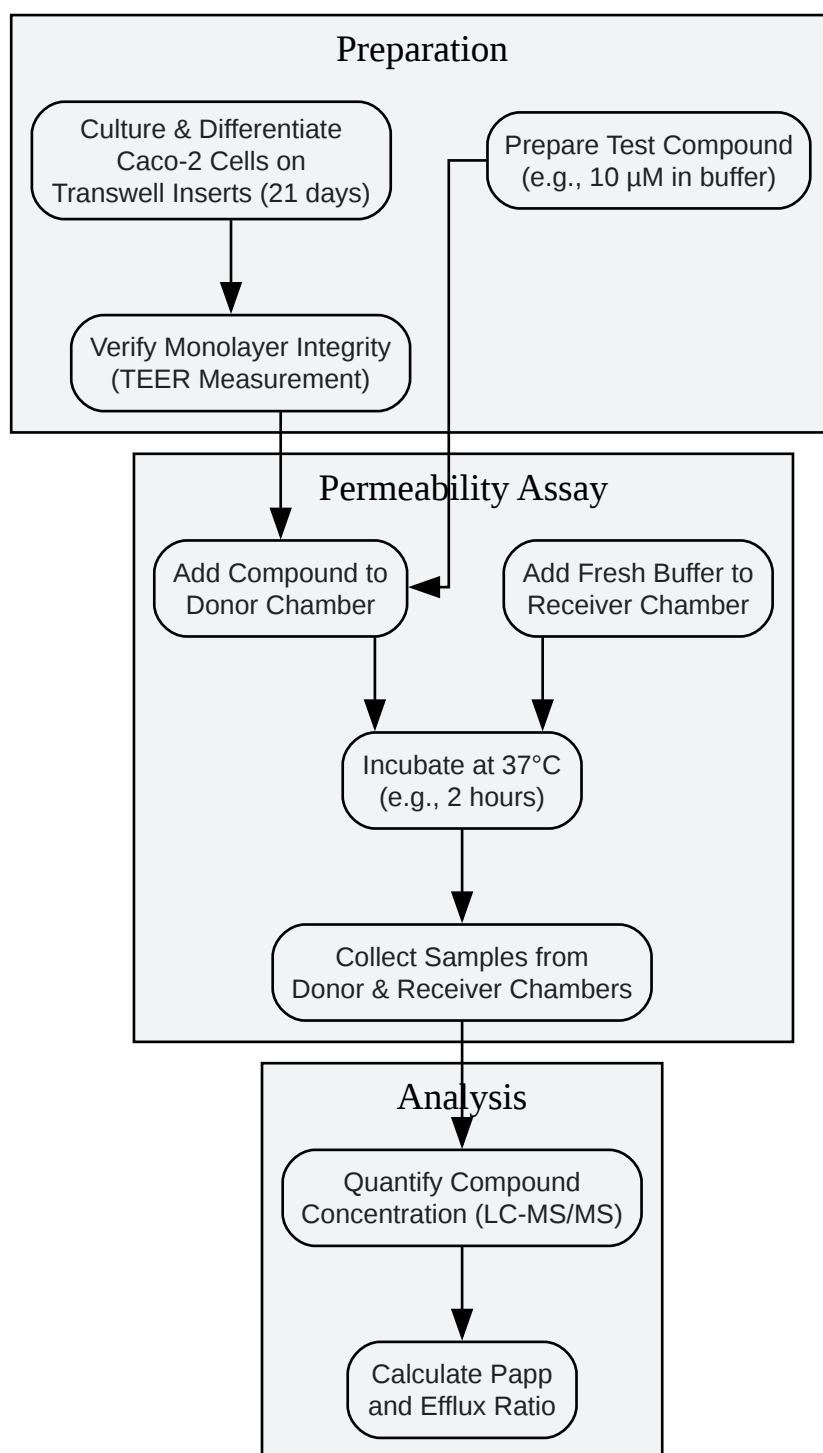 Preparation
Culture & Differentiate
Caco-2 Cells on
Transwell Inserts (21 days)
Prepare Test Compound
(e.g., 10 µM in buffer)
Verify Monolayer Integrity
(TEER Measurement)
Permeability Assay
Add Compound to
Donor Chamber
Add Fresh Buffer to
Receiver Chamber
Incubate at 37°C
(e.g., 2 hours)
Collect Samples from
Donor & Receiver Chambers
Analysis
Quantify Compound
Concentration (LC-MS/MS)
Calculate Papp
and Efflux Ratio